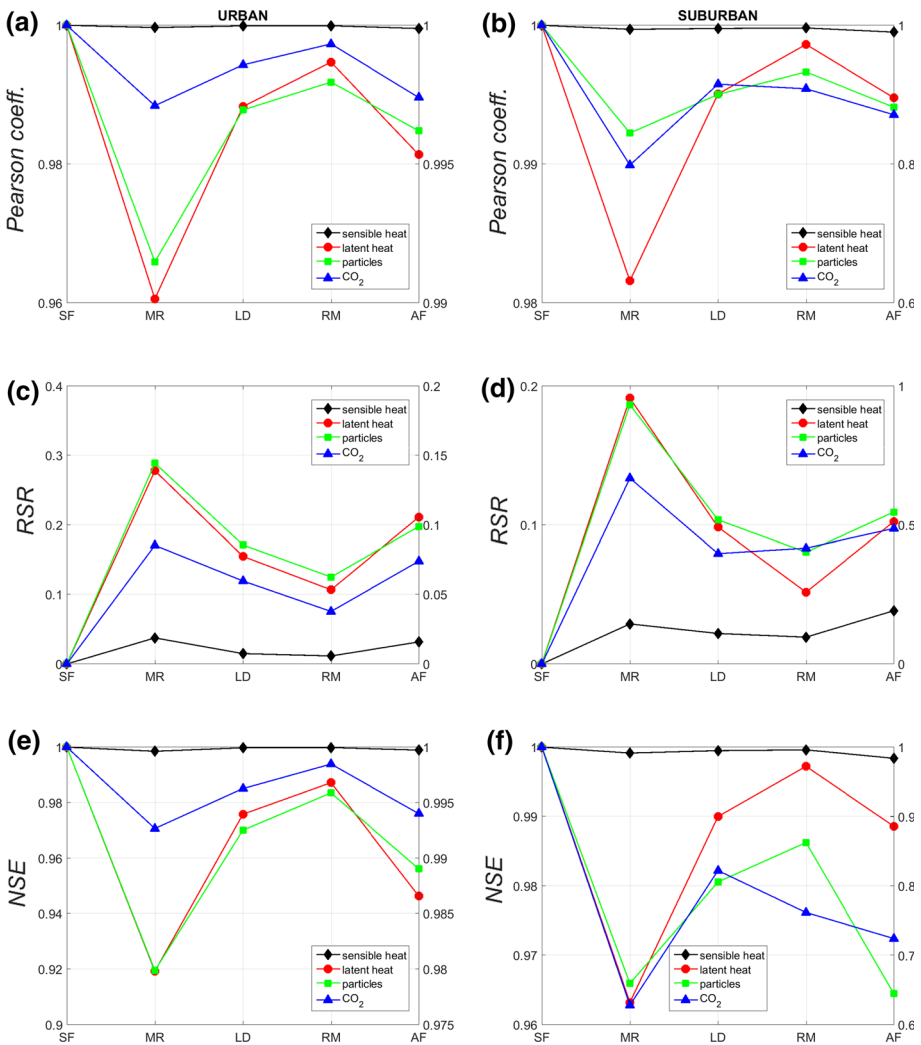 (a)
URBAN
Pearson coeff.
1
0.98
0.96
1
0.995
0.99
SF MR LD RM AF
sensible heat
latent heat
particles
CO2
(b)
SUBURBAN
Pearson coeff.
1
0.99
0.98
1
0.8
0.6
SF MR LD RM AF
sensible heat
latent heat
particles
CO2
(c)
RSR
0.4
0.3
0.2
0.1
0
0.2
0.15
0.1
0.05
0
SF MR LD RM AF
sensible heat
latent heat
particles
CO2
(d)
RSR
0.2
0.1
0
1
0.5
0
SF MR LD RM AF
sensible heat
latent heat
particles
CO2
(e)
NSE
1
0.98
0.96
0.94
0.92
0.9
1
0.995
0.99
0.985
0.98
0.975
SF MR LD RM AF
sensible heat
latent heat
particles
CO2
(f)
NSE
1
0.99
0.98
0.97
0.96
1
0.9
0.8
0.7
0.6
SF MR LD RM AF
sensible heat
latent heat
particles
CO2